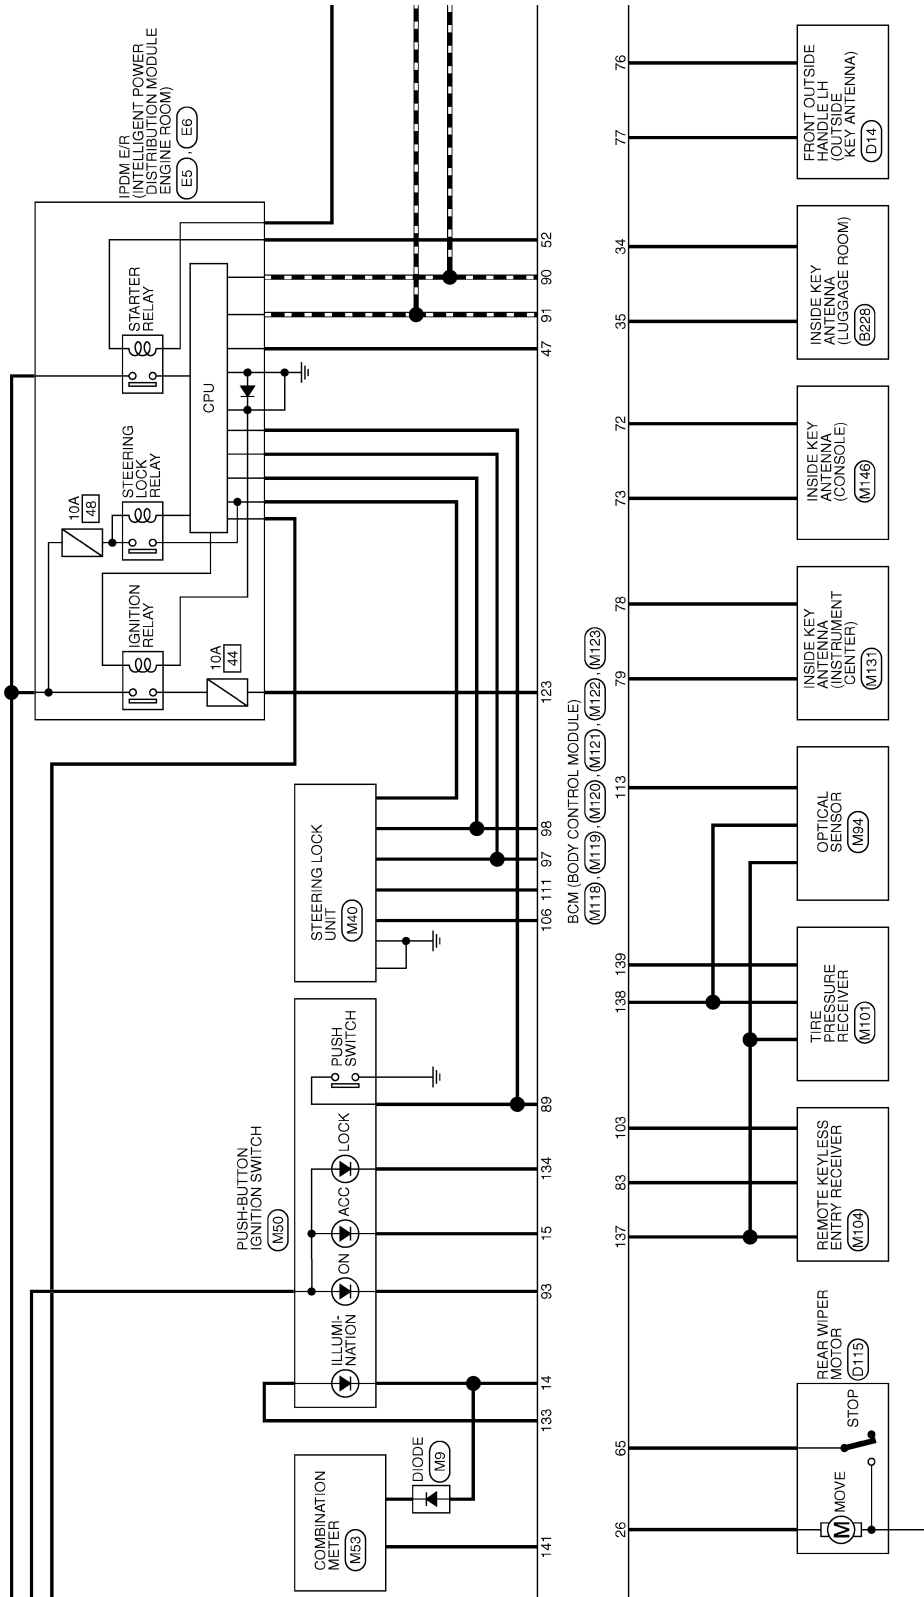 IPDM E/R
(INTELLIGENT POWER
DISTRIBUTION MODULE
ENGINE ROOM)
E5 , E6
STARTER
RELAY
CPU
STEERING
LOCK
RELAY
10A
48
IGNITION
RELAY
10A
44
52
90
91
47
123
98
97
111
106
89
134
15
93
14
133
141
STEERING LOCK
UNIT
M40
PUSH-BUTTON
IGNITION SWITCH
M50
PUSH
SWITCH
LOCK
ACC
ON
ILLUMI-
NATION
COMBINATION
METER
M53
DIODE
M9
BCM (BODY CONTROL MODULE)
M118 , M119 , M120 , M121 , M122 , M123
76
77
34
35
72
73
78
79
113
139
138
103
83
137
65
26
FRONT OUTSIDE
HANDLE LH
(OUTSIDE
KEY ANTENNA)
D14
INSIDE KEY
ANTENNA
(LUGGAGE ROOM)
B228
INSIDE KEY
ANTENNA
(CONSOLE)
M146
INSIDE KEY
ANTENNA
(INSTRUMENT
CENTER)
M131
OPTICAL
SENSOR
M94
TIRE
PRESSURE
RECEIVER
M101
REMOTE KEYLESS
ENTRY RECEIVER
M104
REAR WIPER
MOTOR
D115
STOP
MOVE
M